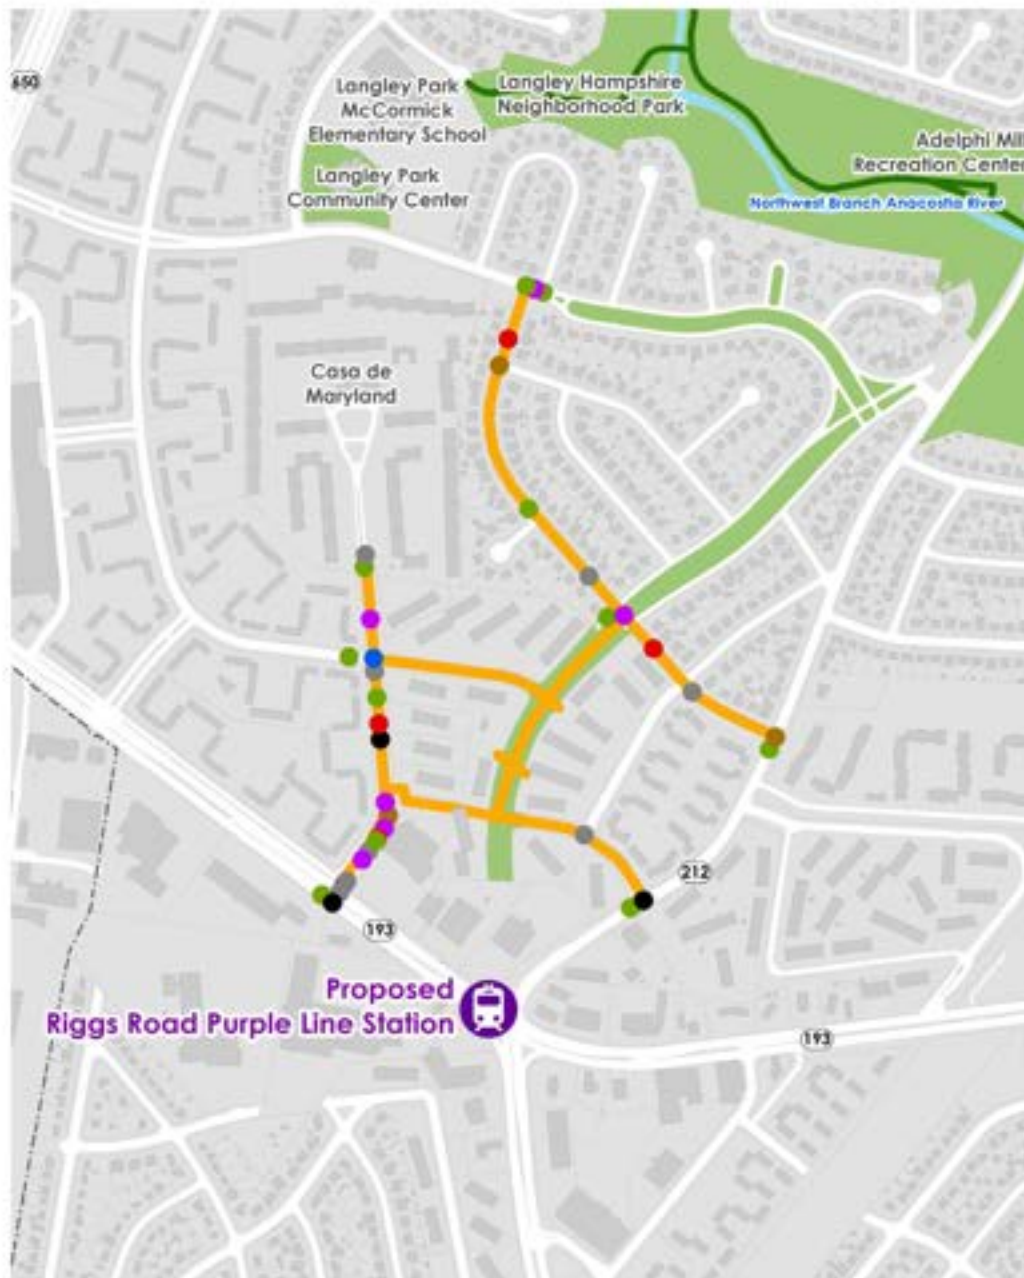 650
Langley Park
McCormick
Elementary School
Langley Hampshire
Neighborhood Park
Adelphi Mill
Recreation Center
Langley Park
Community Center
Northwest Branch Anacostia River
Casa de
Maryland
212
193
Proposed
Riggs Road Purple Line Station
193